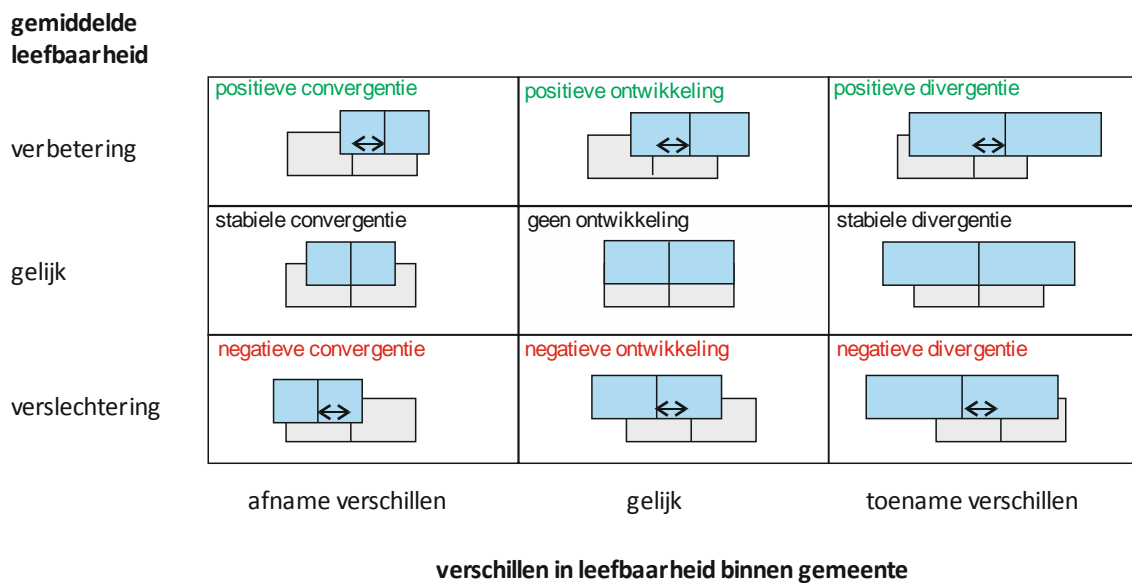 gemiddelde
leefbaarheid
positieve convergentie
positieve ontwikkeling
positieve divergentie
verbetering
stabiele convergentie
geen ontwikkeling
stabiele divergentie
gelijk
negatieve convergentie
negatieve ontwikkeling
negatieve divergentie
verslechtering
afname verschillen
gelijk
toename verschillen
verschillen in leefbaarheid binnen gemeente